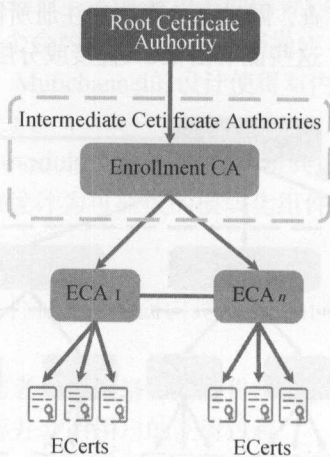 Root Cetificate
Authority
Intermediate Cetificate Authorities
Enrollment CA
ECA 1
ECA n
ECerts
ECerts